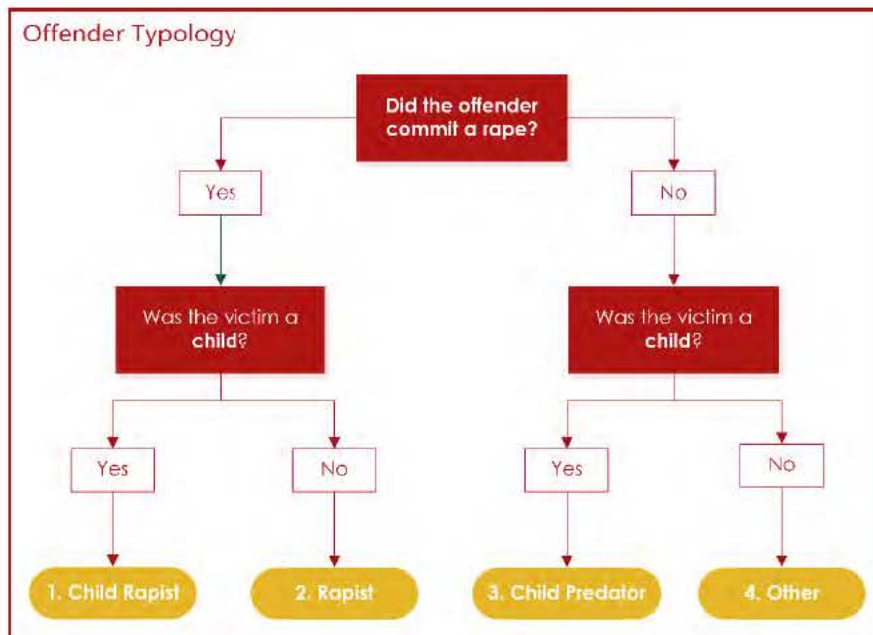 Offender Typology
Did the offender
commit a rape?
Yes
No
Was the victim a
child?
Was the victim a
child?
Yes
No
Yes
No
1. Child Rapist
2. Rapist
3. Child Predator
4. Other